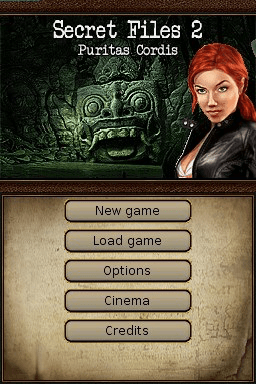 Secret Files 2
Puritas Cordis
New game
Load game
Options
Cinema
Credits